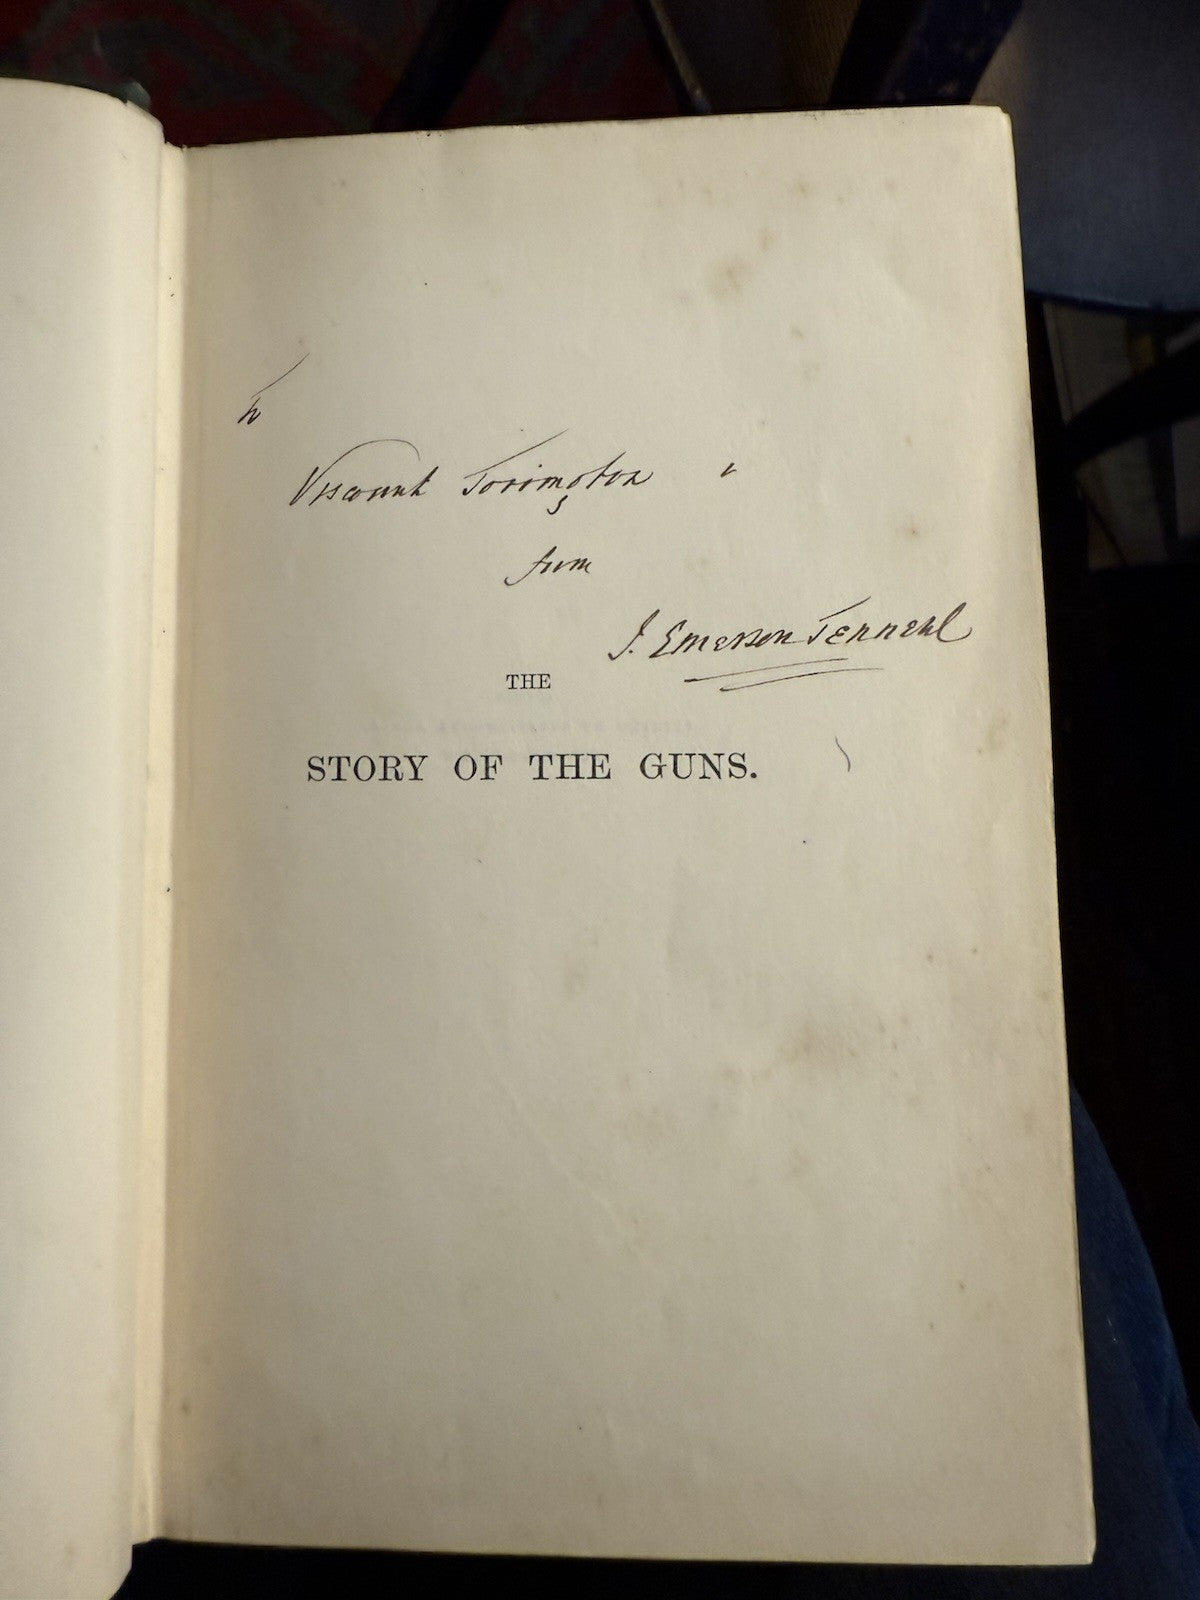 To
Viscount Torrington
from
J. Emerson Tennent
THE
STORY OF THE GUNS.